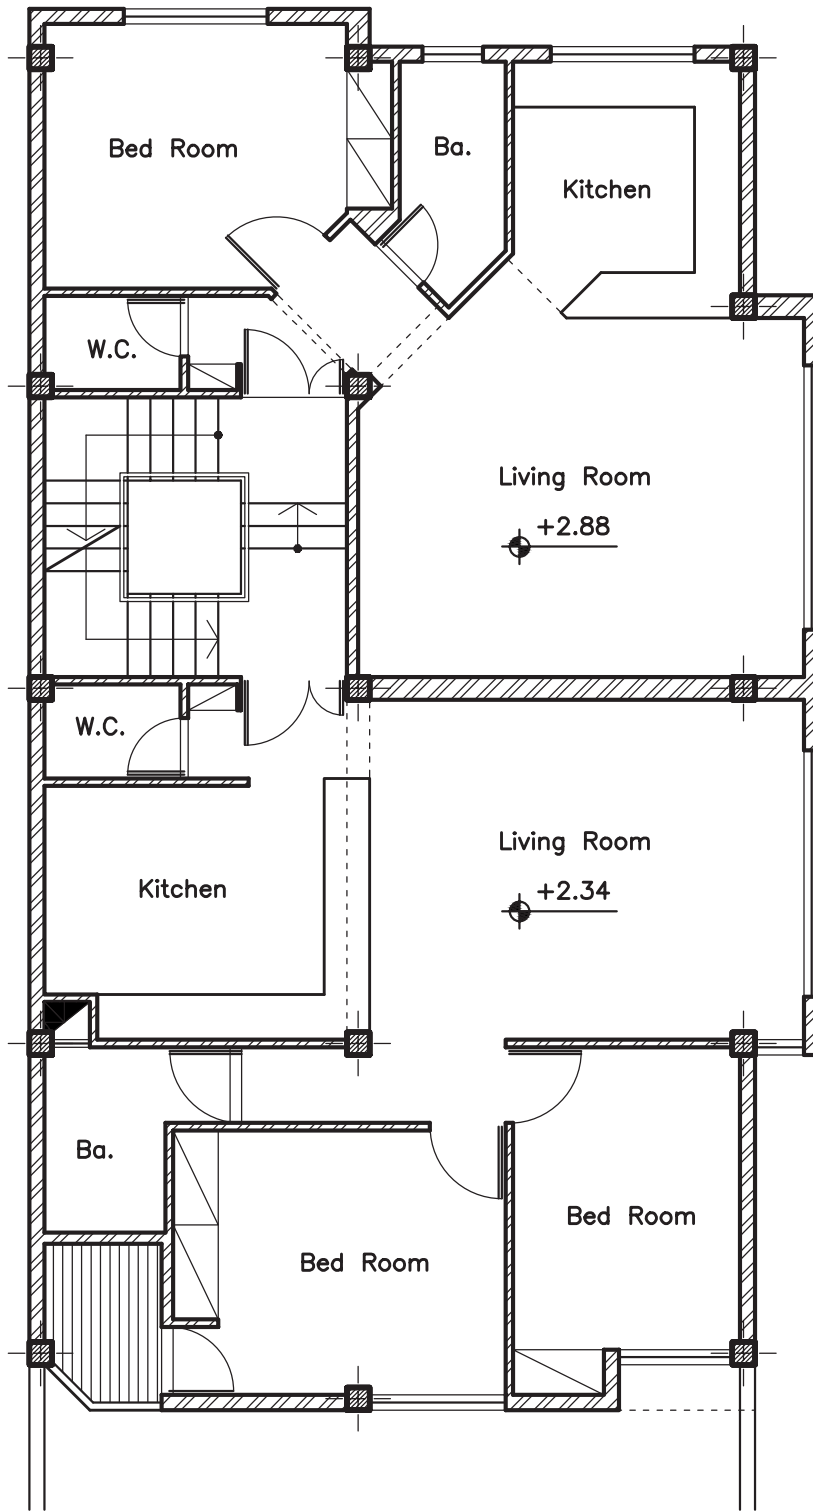 Bed Room
Ba.
Kitchen
W.C.
Living Room
+2.88
W.C.
Living Room
Kitchen
+2.34
Ba.
Bed Room
Bed Room